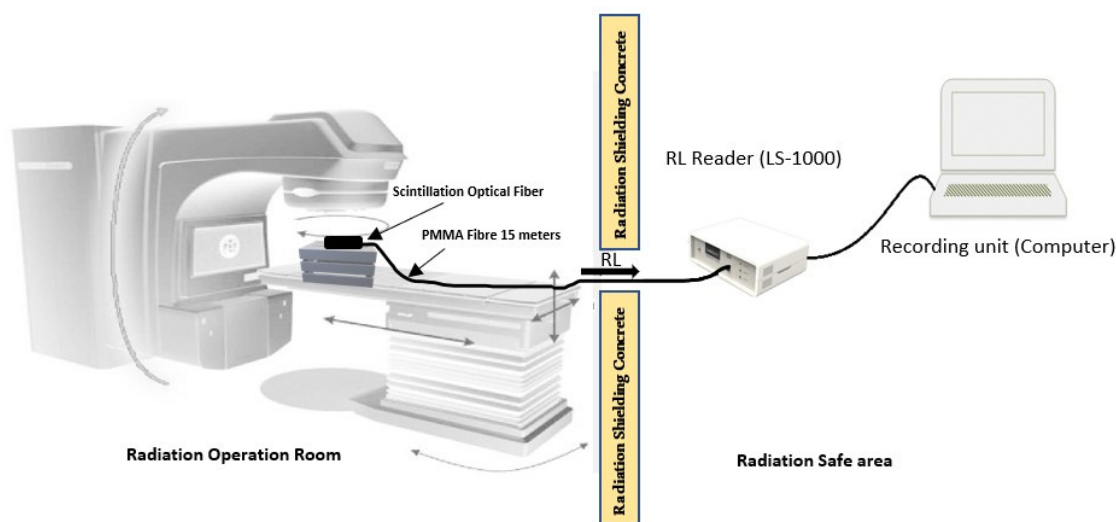 Radiation Shielding Concrete
RL Reader (LS-1000)
Scintillation Optical Fiber
PMMA Fibre 15 meters
Recording unit (Computer)
RL
Radiation Shielding Concrete
Radiation Operation Room
Radiation Safe area